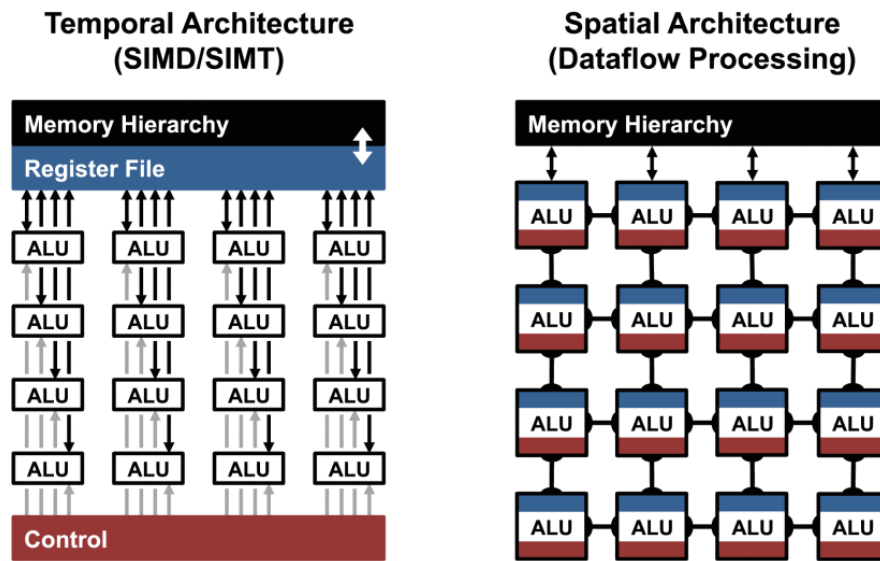 Temporal Architecture
(SIMD/SIMT)
Memory Hierarchy
Register File
ALU ALU ALU ALU
ALU ALU ALU ALU
ALU ALU ALU ALU
ALU ALU ALU ALU
Control
Spatial Architecture
(Dataflow Processing)
Memory Hierarchy
ALU ALU ALU ALU
ALU ALU ALU ALU
ALU ALU ALU ALU
ALU ALU ALU ALU